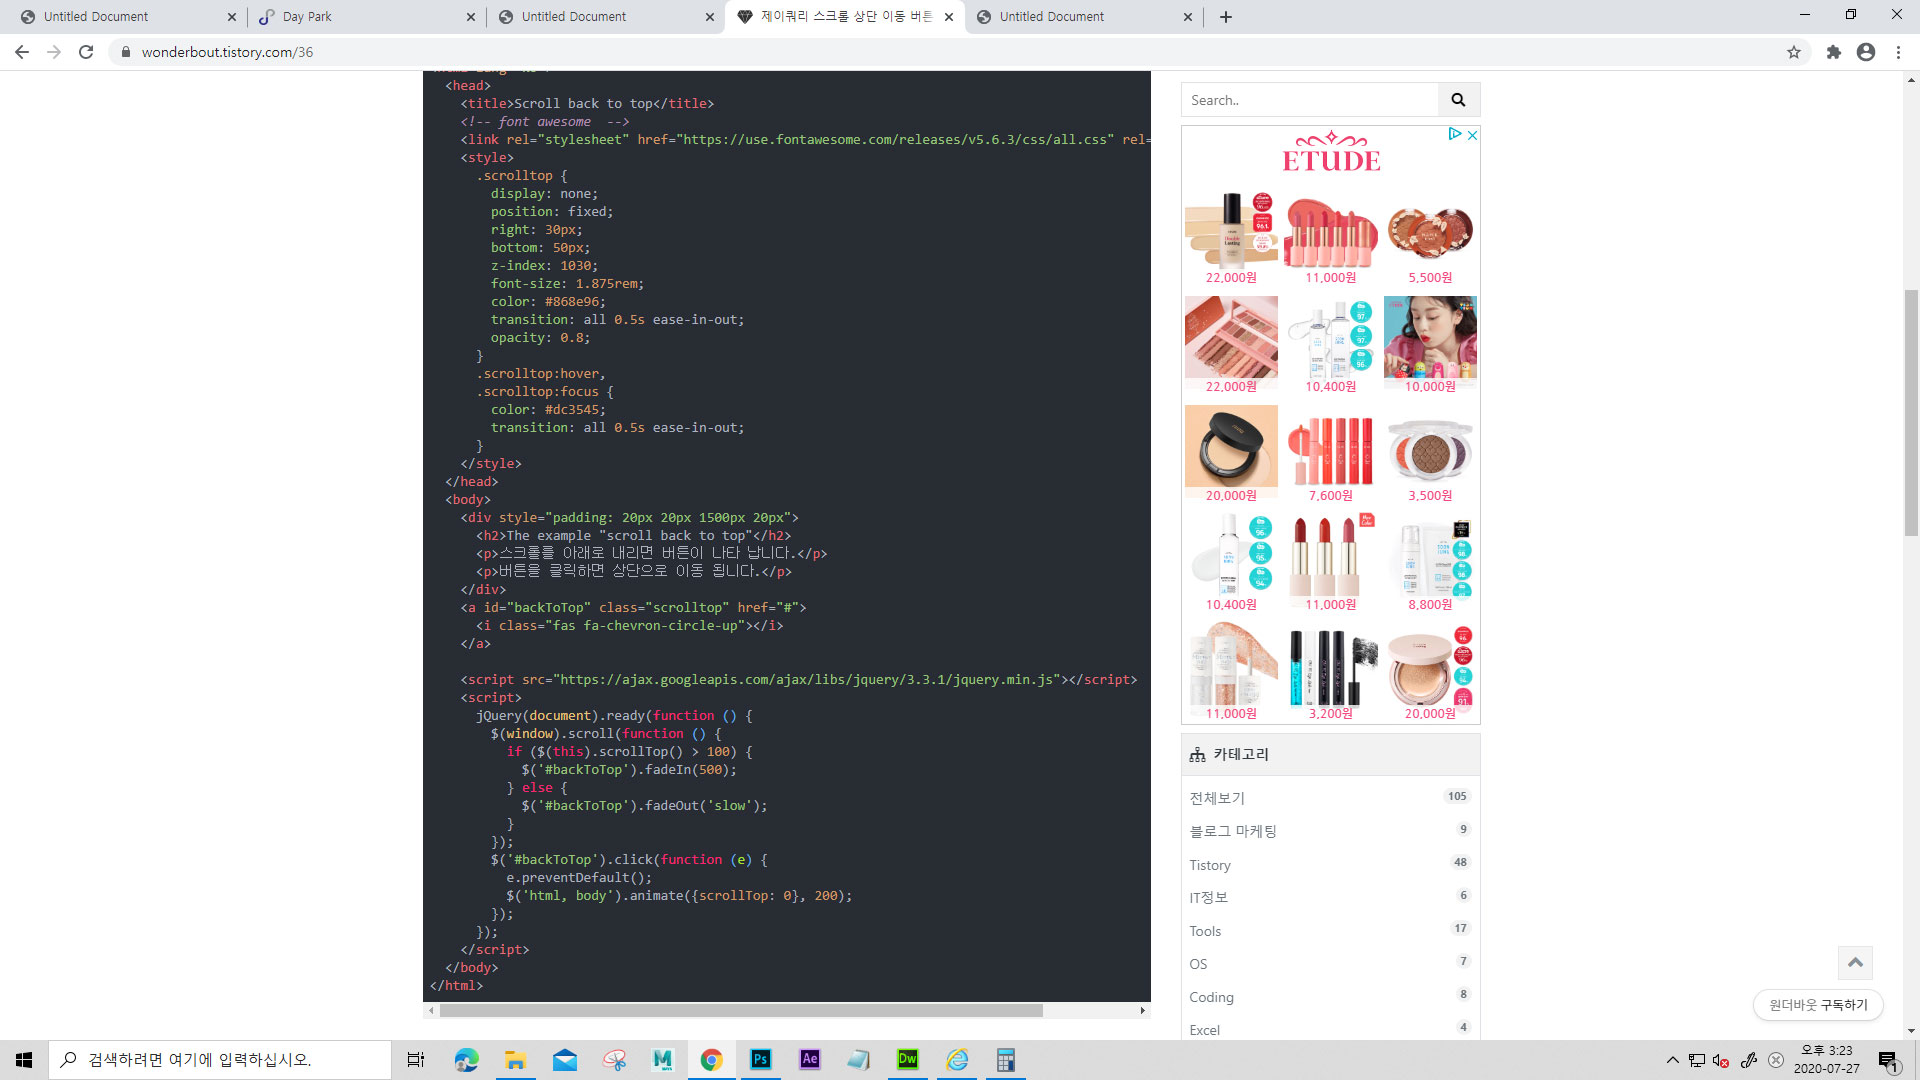 Untitled Document
Day Park
Untitled Document
제이쿼리 스크롤 상단 이동 버튼
Untitled Document
wonderbout.tistory.com/36
<head>
<title>Scroll back to top</title>
<!-- font awesome  -->
<link rel="stylesheet" href="https://use.fontawesome.com/releases/v5.6.3/css/all.css" rel=
<style>
.scrolltop {
display: none;
position: fixed;
right: 30px;
bottom: 50px;
z-index: 1030;
font-size: 1.875rem;
color: #868e96;
transition: all 0.5s ease-in-out;
opacity: 0.8;
}
.scrolltop:hover,
.scrolltop:focus {
color: #dc3545;
transition: all 0.5s ease-in-out;
}
</style>
</head>
<body>
<div style="padding: 20px 20px 1500px 20px">
<h2>The example "scroll back to top"</h2>
<p>스크롤를 아래로 내리면 버튼이 나타 납니다.</p>
<p>버튼을 클릭하면 상단으로 이동 됩니다.</p>
</div>
<a id="backToTop" class="scrolltop" href="#">
<i class="fas fa-chevron-circle-up"></i>
</a>
<script src="https://ajax.googleapis.com/ajax/libs/jquery/3.3.1/jquery.min.js"></script>
<script>
jQuery(document).ready(function () {
$(window).scroll(function () {
if ($(this).scrollTop() > 100) {
$('#backToTop').fadeIn(500);
} else {
$('#backToTop').fadeOut('slow');
}
});
$('#backToTop').click(function (e) {
e.preventDefault();
$('html, body').animate({scrollTop: 0}, 200);
});
});
</script>
</body>
</html>
Search..
ETUDE
22,000원 11,000원 5,500원
22,000원 10,400원 10,000원
20,000원 7,600원 3,500원
10,400원 11,000원 8,800원
11,000원 3,200원 20,000원
카테고리
전체보기 105
블로그 마케팅 9
Tistory 48
IT정보 6
Tools 17
OS 7
Coding 8
Excel 4
원더바웃 구독하기
검색하려면 여기에 입력하십시오.
M
Ps
Ae
Dw
오후 3:23
2020-07-27
1